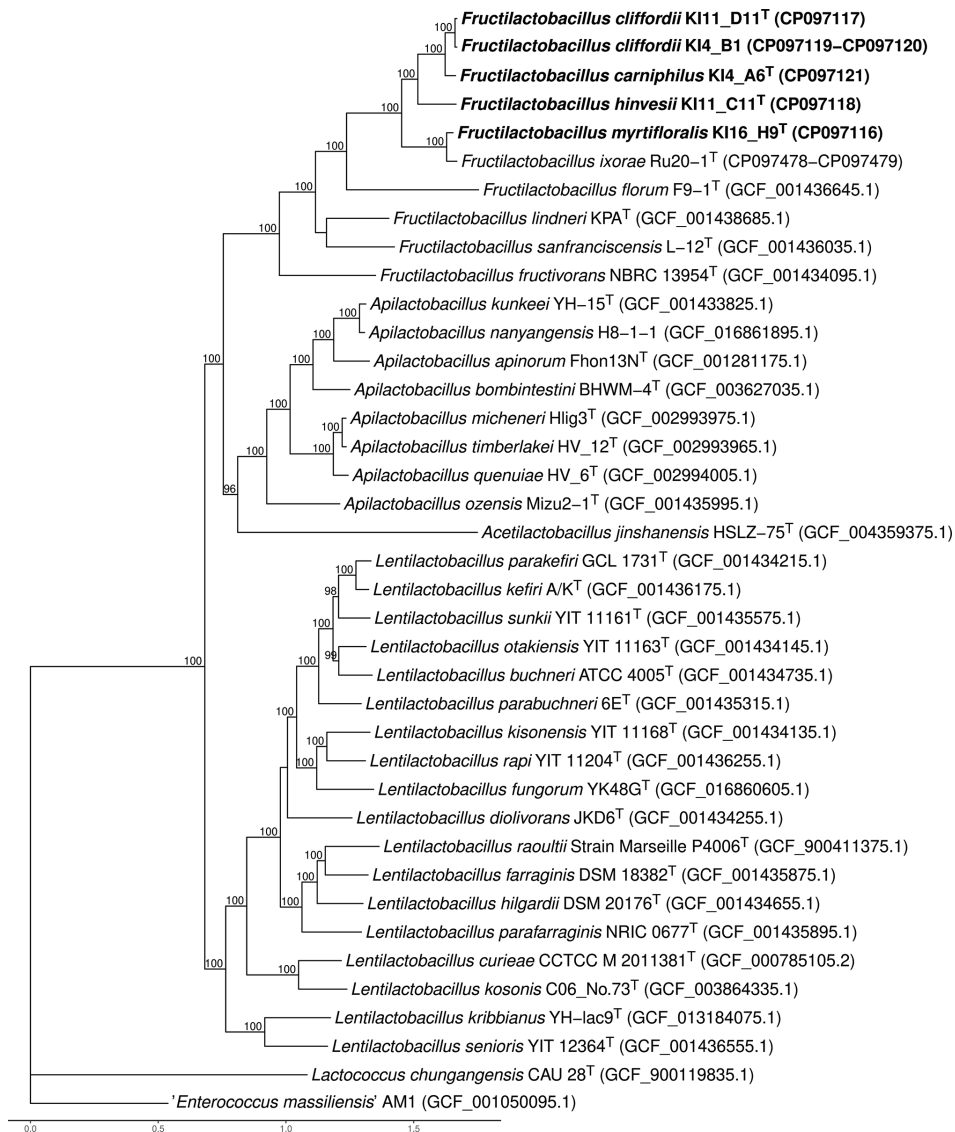 Fructilactobacillus cliffordii KI11_D11ᵀ (CP097117)
100
Fructilactobacillus cliffordii KI4_B1 (CP097119−CP097120)
100
Fructilactobacillus carniphilus KI4_A6ᵀ (CP097121)
100
Fructilactobacillus hinvesii KI11_C11ᵀ (CP097118)
100
Fructilactobacillus myrtifloralis KI16_H9ᵀ (CP097116)
100
100
Fructilactobacillus ixorae Ru20−1ᵀ (CP097478−CP097479)
Fructilactobacillus florum F9−1ᵀ (GCF_001436645.1)
100
Fructilactobacillus lindneri KPAᵀ (GCF_001438685.1)
100
Fructilactobacillus sanfranciscensis L−12ᵀ (GCF_001436035.1)
Fructilactobacillus fructivorans NBRC 13954ᵀ (GCF_001434095.1)
Apilactobacillus kunkeei YH−15ᵀ (GCF_001433825.1)
100
Apilactobacillus nanyangensis H8−1−1 (GCF_016861895.1)
100
100
Apilactobacillus apinorum Fhon13Nᵀ (GCF_001281175.1)
100
Apilactobacillus bombintestini BHWM−4ᵀ (GCF_003627035.1)
100
Apilactobacillus micheneri Hlig3ᵀ (GCF_002993975.1)
100
Apilactobacillus timberlakei HV_12ᵀ (GCF_002993965.1)
100
100
Apilactobacillus quenuiae HV_6ᵀ (GCF_002994005.1)
96
Apilactobacillus ozensis Mizu2−1ᵀ (GCF_001435995.1)
Acetilactobacillus jinshanensis HSLZ−75ᵀ (GCF_004359375.1)
Lentilactobacillus parakefiri GCL 1731ᵀ (GCF_001434215.1)
100
Lentilactobacillus kefiri A/Kᵀ (GCF_001436175.1)
98
Lentilactobacillus sunkii YIT 11161ᵀ (GCF_001435575.1)
100
Lentilactobacillus otakiensis YIT 11163ᵀ (GCF_001434145.1)
99
100
100
Lentilactobacillus buchneri ATCC 4005ᵀ (GCF_001434735.1)
Lentilactobacillus parabuchneri 6Eᵀ (GCF_001435315.1)
100
Lentilactobacillus kisonensis YIT 11168ᵀ (GCF_001434135.1)
100
Lentilactobacillus rapi YIT 11204ᵀ (GCF_001436255.1)
100
Lentilactobacillus fungorum YK48Gᵀ (GCF_016860605.1)
Lentilactobacillus diolivorans JKD6ᵀ (GCF_001434255.1)
100
Lentilactobacillus raoultii Strain Marseille P4006ᵀ (GCF_900411375.1)
100
Lentilactobacillus farraginis DSM 18382ᵀ (GCF_001435875.1)
100
100
100
Lentilactobacillus hilgardii DSM 20176ᵀ (GCF_001434655.1)
Lentilactobacillus parafarraginis NRIC 0677ᵀ (GCF_001435895.1)
Lentilactobacillus curieae CCTCC M 2011381ᵀ (GCF_000785105.2)
100
100
Lentilactobacillus kosonis C06_No.73ᵀ (GCF_003864335.1)
Lentilactobacillus kribbianus YH−lac9ᵀ (GCF_013184075.1)
100
Lentilactobacillus senioris YIT 12364ᵀ (GCF_001436555.1)
Lactococcus chungangensis CAU 28ᵀ (GCF_900119835.1)
'Enterococcus massiliensis' AM1 (GCF_001050095.1)
0.0 0.5 1.0 1.5